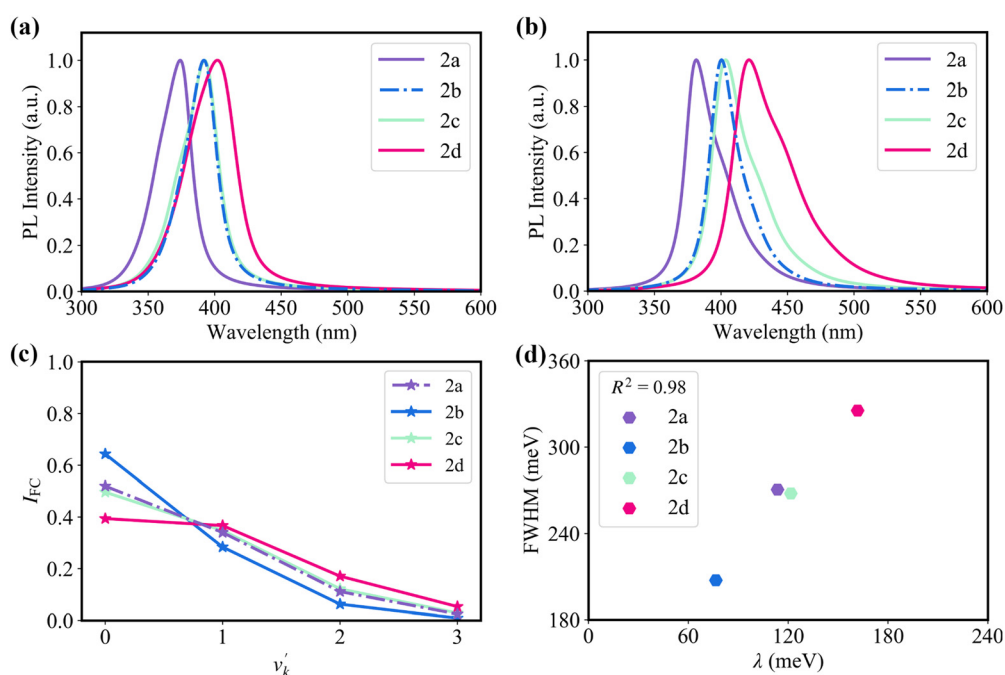 (a)
1.0
0.8
0.6
0.4
0.2
0.0
PL Intensity (a.u.)
2a
2b
2c
2d
300 350 400 450 500 550 600
Wavelength (nm)
(b)
1.0
0.8
0.6
0.4
0.2
0.0
PL Intensity (a.u.)
2a
2b
2c
2d
300 350 400 450 500 550 600
Wavelength (nm)
(c)
1.0
0.8
0.6
0.4
0.2
0.0
I_FC
2a
2b
2c
2d
0 1 2 3
v'_k
(d)
360
300
240
180
FWHM (meV)
R² = 0.98
2a
2b
2c
2d
0 60 120 180 240
λ (meV)